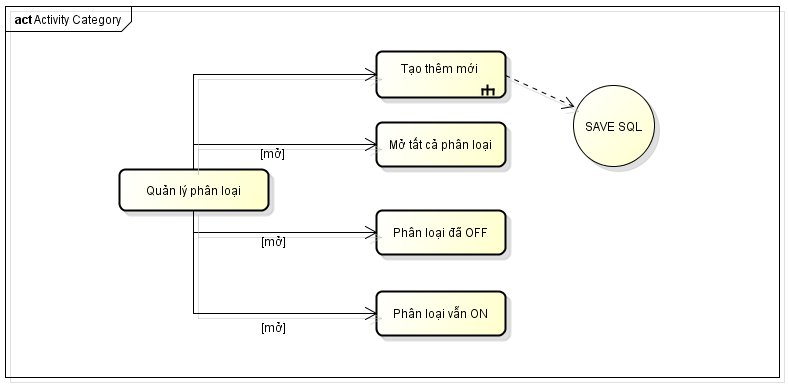 act Activity Category
Tạo thêm mới
SAVE SQL
Mở tất cả phân loại
[mở]
Quản lý phân loại
Phân loại đã OFF
[mở]
Phân loại vẫn ON
[mở]